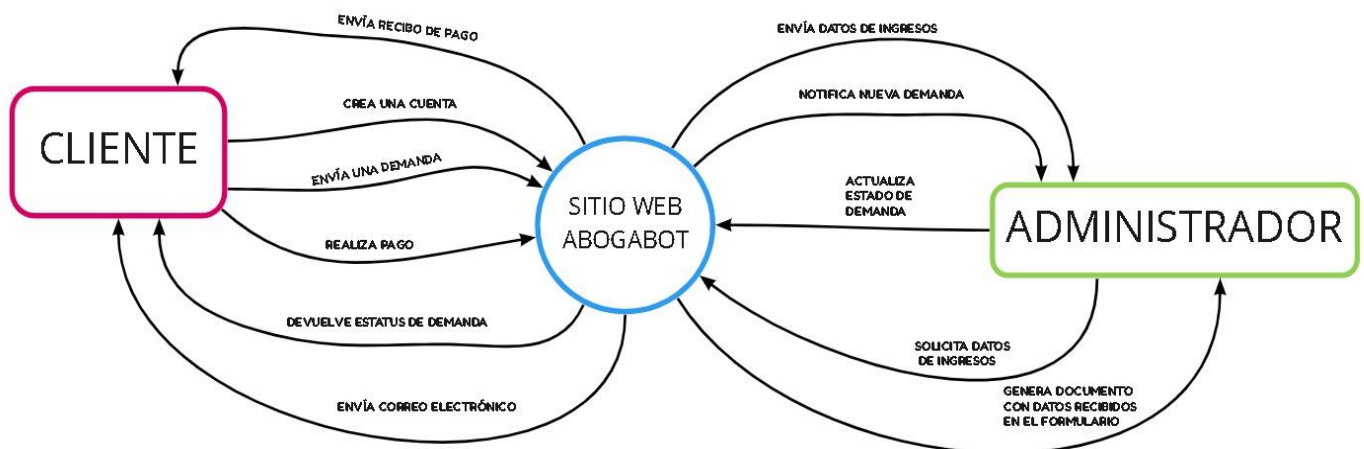 ENVÍA RECIBO DE PAGO
ENVÍA DATOS DE INGRESOS
CREA UNA CUENTA
NOTIFICA NUEVA DEMANDA
CLIENTE
ENVÍA UNA DEMANDA
ACTUALIZA
ESTADO DE
DEMANDA
SITIO WEB
ABOGABOT
ADMINISTRADOR
REALIZA PAGO
DEVUELVE ESTATUS DE DEMANDA
SOLICITA DATOS
DE INGRESOS
ENVÍA CORREO ELECTRÓNICO
GENERA DOCUMENTO
CON DATOS RECIBIDOS
EN EL FORMULARIO